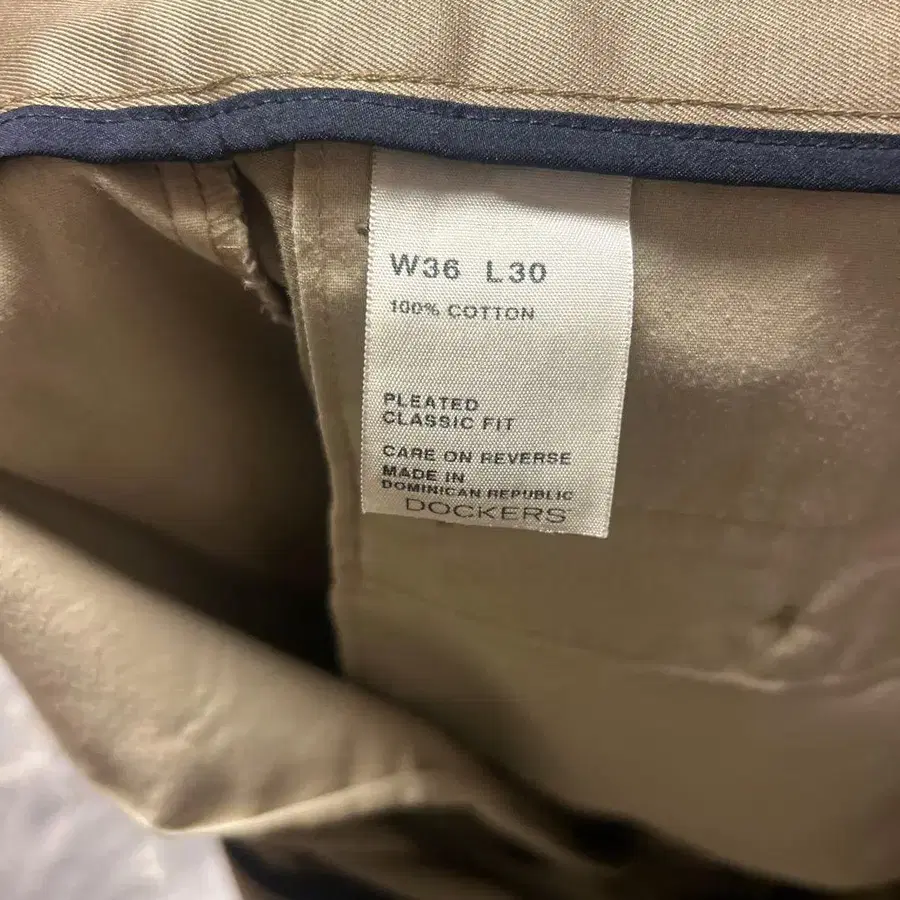 W36 L30
100% COTTON
PLEATED
CLASSIC FIT
CARE ON REVERSE
MADE IN
DOMINICAN REPUBLIC
DOCKERS